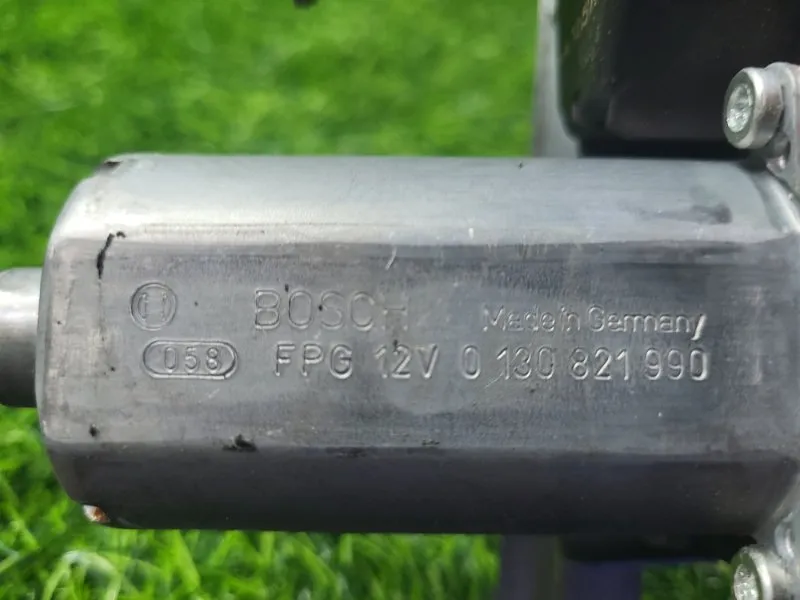 BOSCH Made in Germany
058 FPG 12V 0 130 821 990